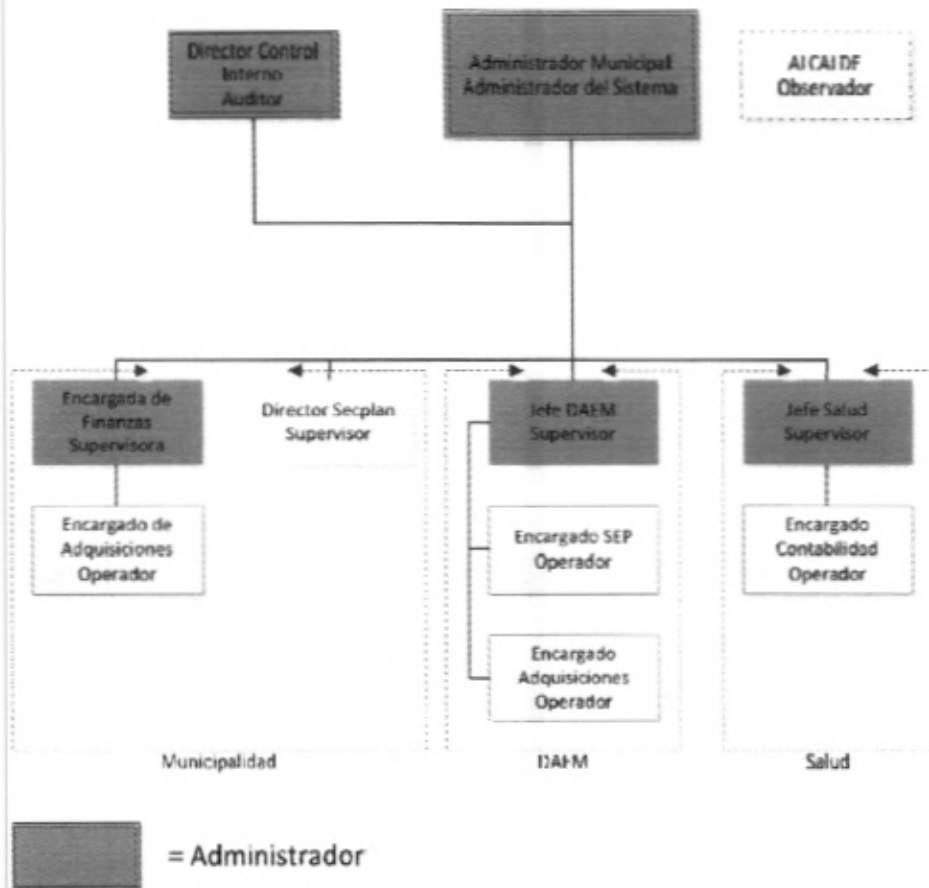 Director Control
Interno
Auditor
Administrador Municipal
Administrador del Sistema
ALCALDE
Observador
Encargada de
Finanzas
Supervisora
Director Secplan
Supervisor
Jefe DAEM
Supervisor
Jefe Salud
Supervisor
Encargado de
Adquisiciones
Operador
Encargado SEP
Operador
Encargado
Contabilidad
Operador
Encargado
Adquisiciones
Operador
Municipalidad
DAEM
Salud
= Administrador